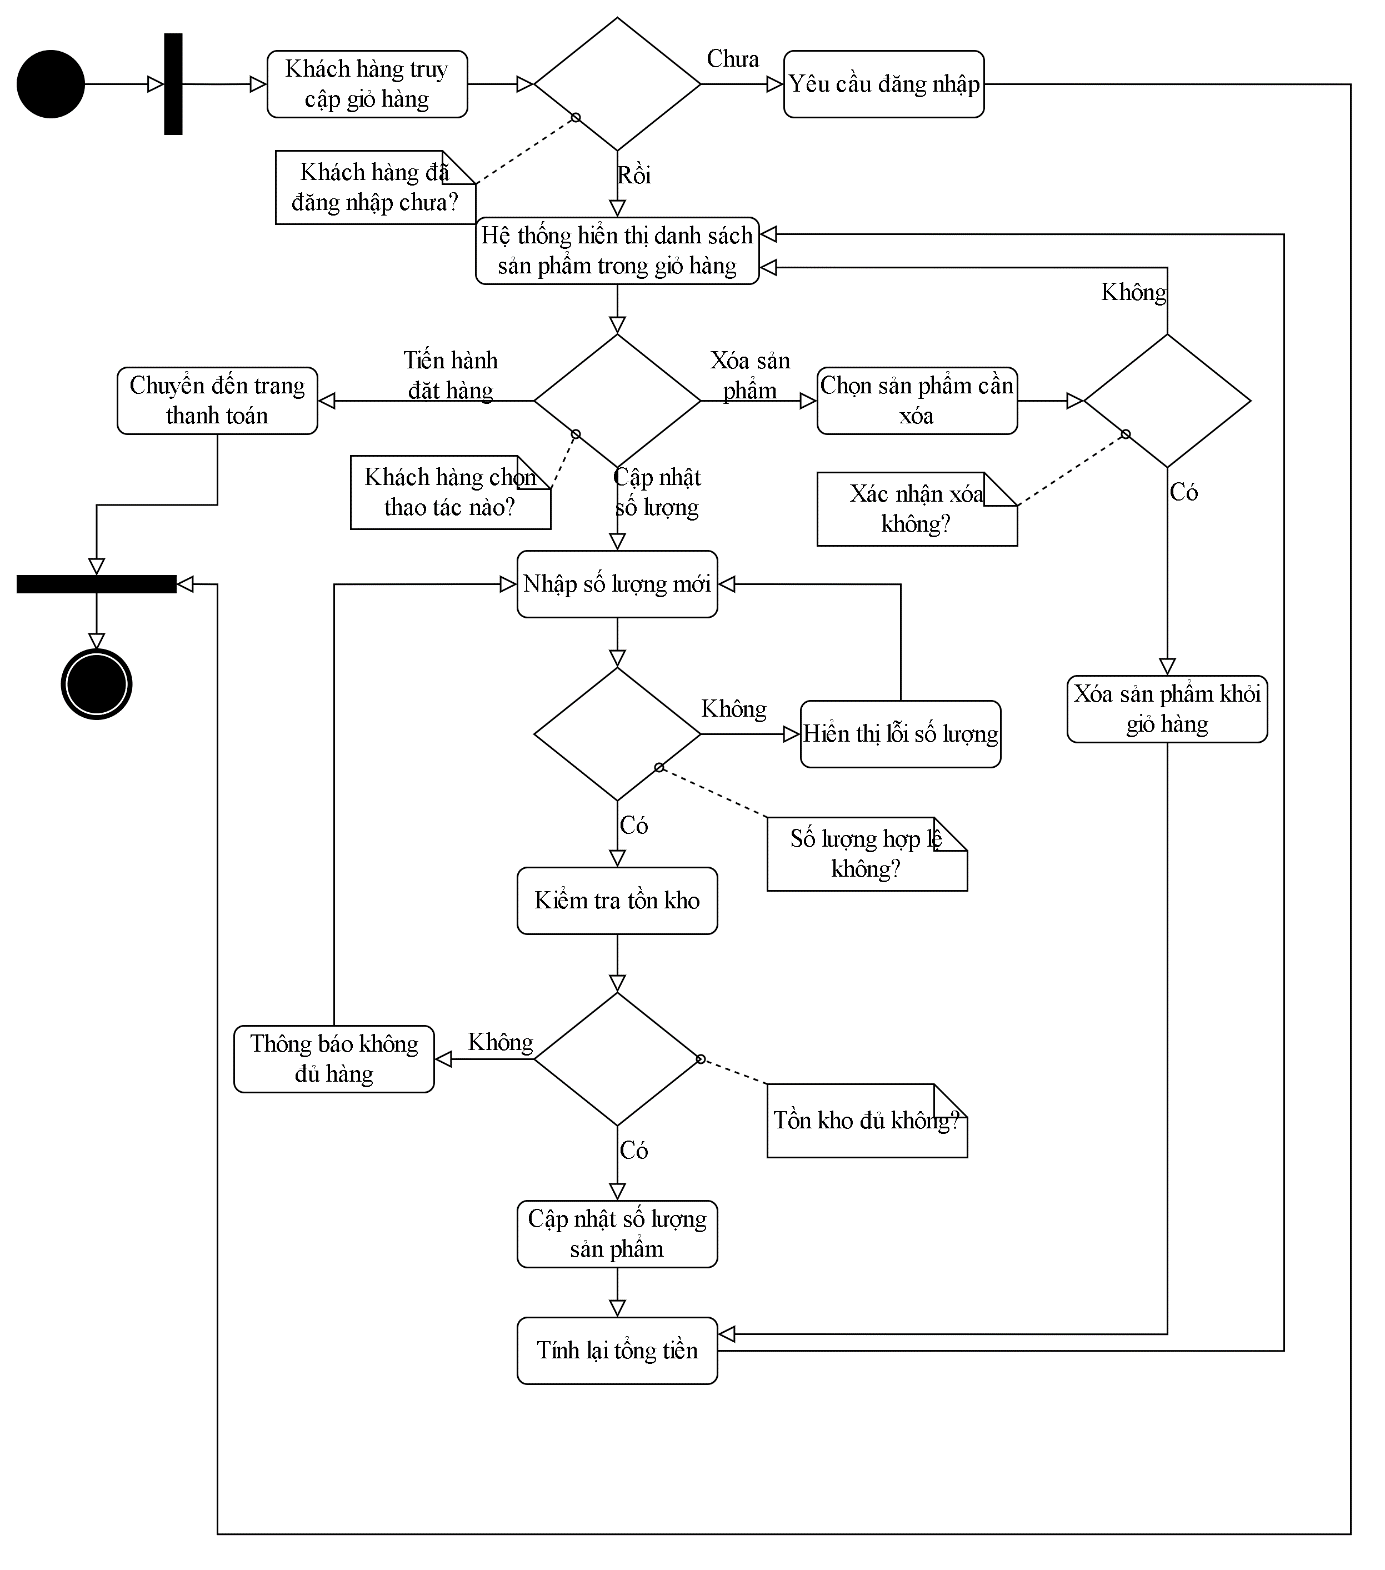 Khách hàng truy
cập giỏ hàng
Chưa
Yêu cầu đăng nhập
Khách hàng đã
đăng nhập chưa?
Rồi
Hệ thống hiển thị danh sách
sản phẩm trong giỏ hàng
Không
Tiến hành
đặt hàng
Xóa sản
phẩm
Chuyển đến trang
thanh toán
Chọn sản phẩm cần
xóa
Khách hàng chọn
thao tác nào?
Cập nhật
số lượng
Xác nhận xóa
không?
Có
Nhập số lượng mới
Không
Hiển thị lỗi số lượng
Xóa sản phẩm khỏi
giỏ hàng
Có
Số lượng hợp lệ
không?
Kiểm tra tồn kho
Thông báo không
đủ hàng
Không
Tồn kho đủ không?
Có
Cập nhật số lượng
sản phẩm
Tính lại tổng tiền